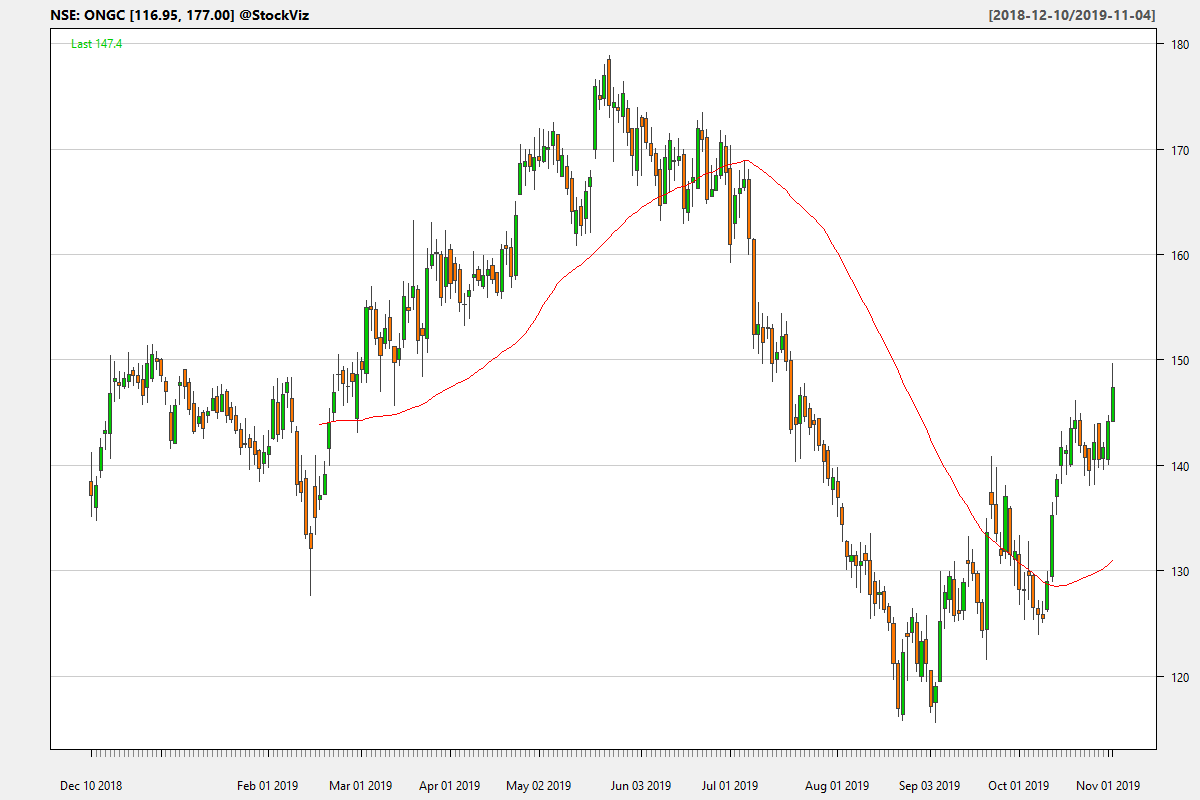 NSE: ONGC [116.95, 177.00] @StockViz [2018-12-10/2019-11-04]
Last 147.4
180
170
160
150
140
130
120
Dec 10 2018 Feb 01 2019 Mar 01 2019 Apr 01 2019 May 02 2019 Jun 03 2019 Jul 01 2019 Aug 01 2019 Sep 03 2019 Oct 01 2019 Nov 01 2019